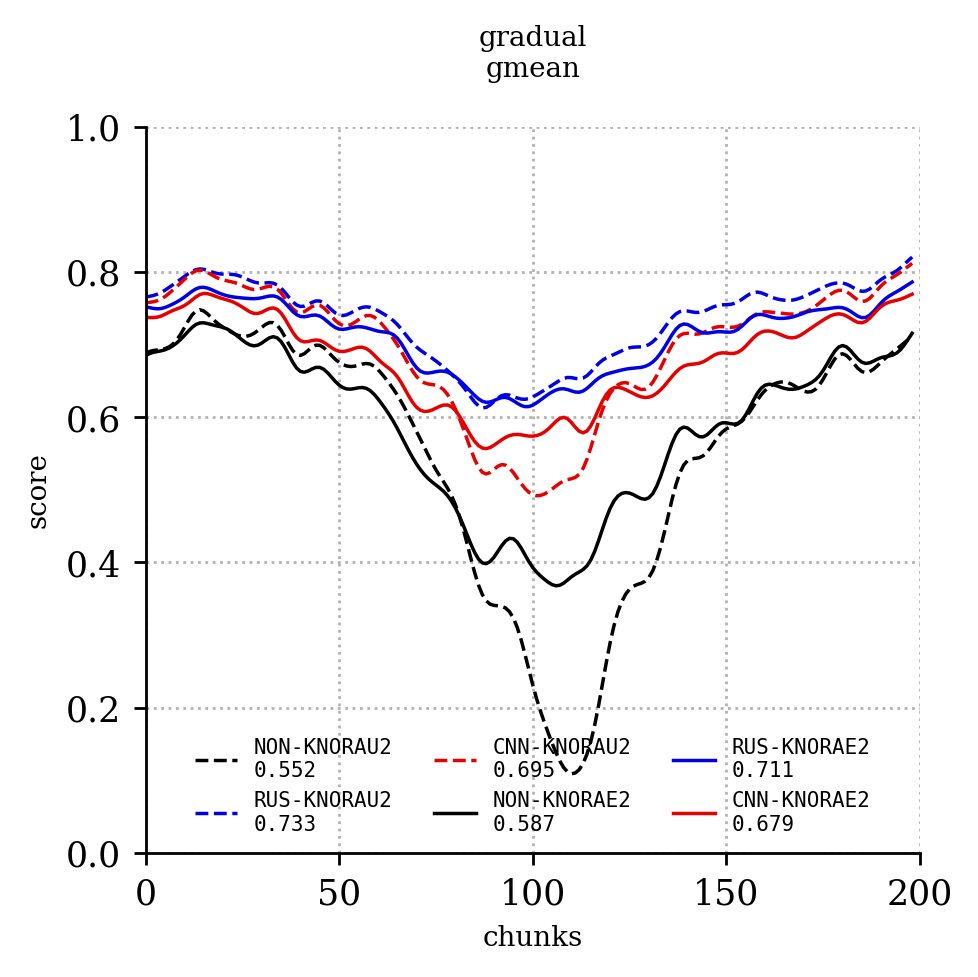 gradual
gmean
1.0
0.8
0.6
0.4
0.2
0.0
score
NON-KNORAU2
0.552
RUS-KNORAU2
0.733
CNN-KNORAU2
0.695
NON-KNORAE2
0.587
RUS-KNORAE2
0.711
CNN-KNORAE2
0.679
0 50 100 150 200
chunks